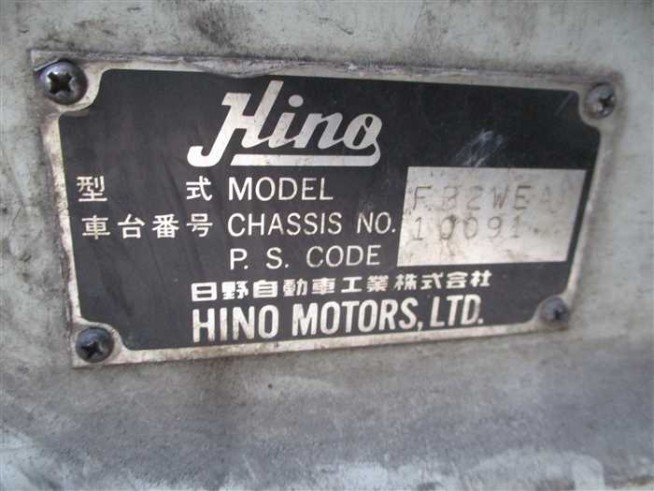 Hino
型式 MODEL FB2WEA
車台番号 CHASSIS NO. 10091
P. S. CODE
日野自動車工業株式会社
HINO MOTORS, LTD.